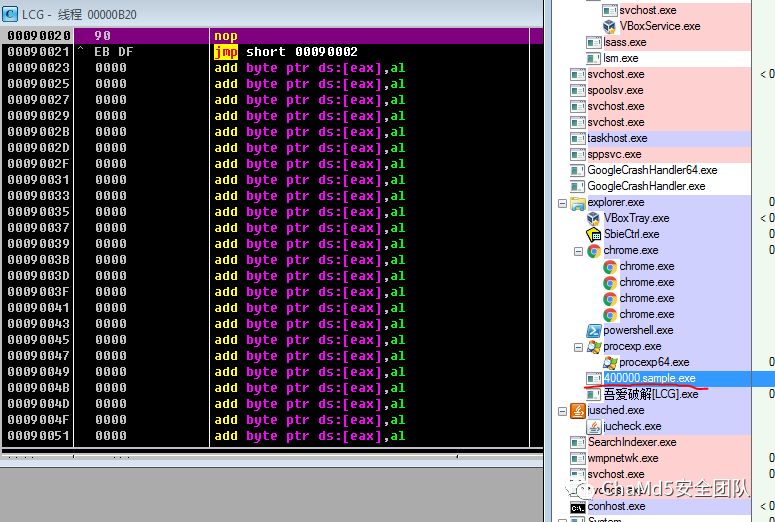 LCG - 线程 00000B20
00090020 90 nop
00090021 ^ EB DF jmp short 00090002
00090023 0000 add byte ptr ds:[eax],al
00090025 0000 add byte ptr ds:[eax],al
00090027 0000 add byte ptr ds:[eax],al
00090029 0000 add byte ptr ds:[eax],al
0009002B 0000 add byte ptr ds:[eax],al
0009002D 0000 add byte ptr ds:[eax],al
0009002F 0000 add byte ptr ds:[eax],al
00090031 0000 add byte ptr ds:[eax],al
00090033 0000 add byte ptr ds:[eax],al
00090035 0000 add byte ptr ds:[eax],al
00090037 0000 add byte ptr ds:[eax],al
00090039 0000 add byte ptr ds:[eax],al
0009003B 0000 add byte ptr ds:[eax],al
0009003D 0000 add byte ptr ds:[eax],al
0009003F 0000 add byte ptr ds:[eax],al
00090041 0000 add byte ptr ds:[eax],al
00090043 0000 add byte ptr ds:[eax],al
00090045 0000 add byte ptr ds:[eax],al
00090047 0000 add byte ptr ds:[eax],al
00090049 0000 add byte ptr ds:[eax],al
0009004B 0000 add byte ptr ds:[eax],al
0009004D 0000 add byte ptr ds:[eax],al
0009004F 0000 add byte ptr ds:[eax],al
00090051 0000 add byte ptr ds:[eax],al
svchost.exe
VBoxService.exe
lsass.exe
lsm.exe
svchost.exe < 0
spoolsv.exe
svchost.exe
svchost.exe
taskhost.exe
sppsvc.exe
GoogleCrashHandler64.exe
GoogleCrashHandler.exe
explorer.exe 0
VBoxTray.exe < 0
SbieCtrl.exe 0
chrome.exe 0
chrome.exe
chrome.exe
chrome.exe
chrome.exe
powershell.exe
procexp.exe
procexp64.exe 0
400000.sample.exe
吾爱破解[LCG].exe 0
jusched.exe
jucheck.exe
SearchIndexer.exe
wmpnetwk.exe 0
svchost.exe 0
svchost.exe
conhost.exe < 0
System
ChaMd5安全团队